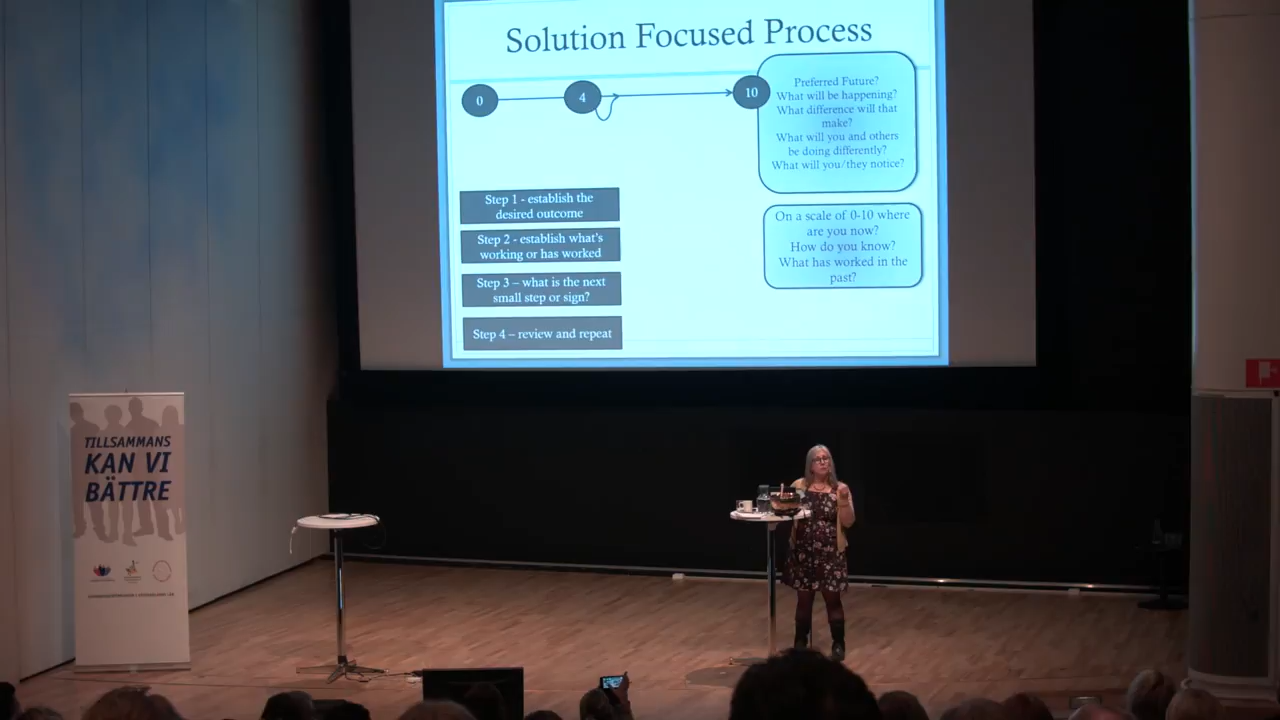 Solution Focused Process
0
4
10
Preferred Future?
What will be happening?
What difference will that
make?
What will you and others
be doing differently?
What will you/they notice?
On a scale of 0-10 where
are you now?
How do you know?
What has worked in the
past?
Step 1 - establish the
desired outcome
Step 2 - establish what's
working or has worked
Step 3 – what is the next
small step or sign?
Step 4 – review and repeat
TILLSAMMANS
KAN VI
BÄTTRE